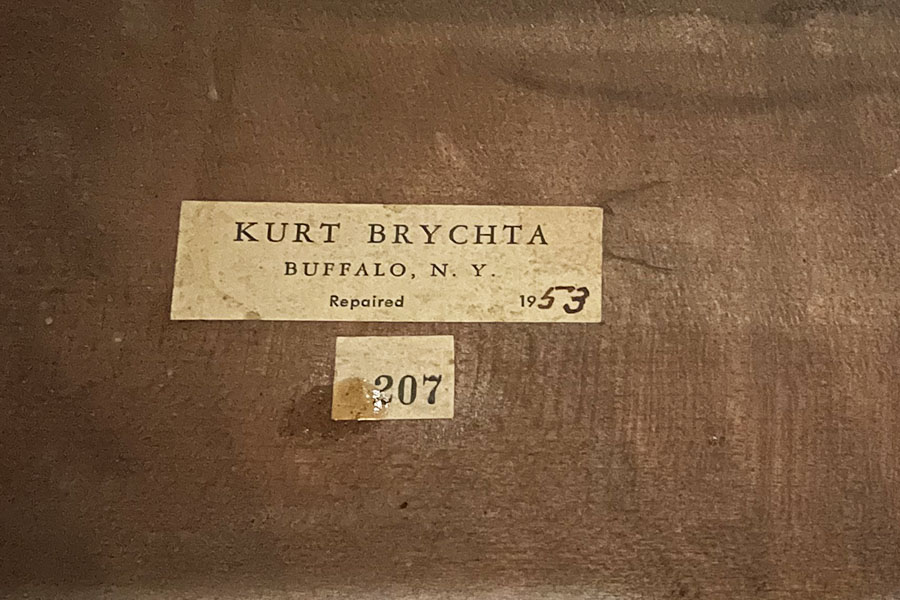 KURT BRYCHTA
BUFFALO, N. Y.
Repaired 1953
207